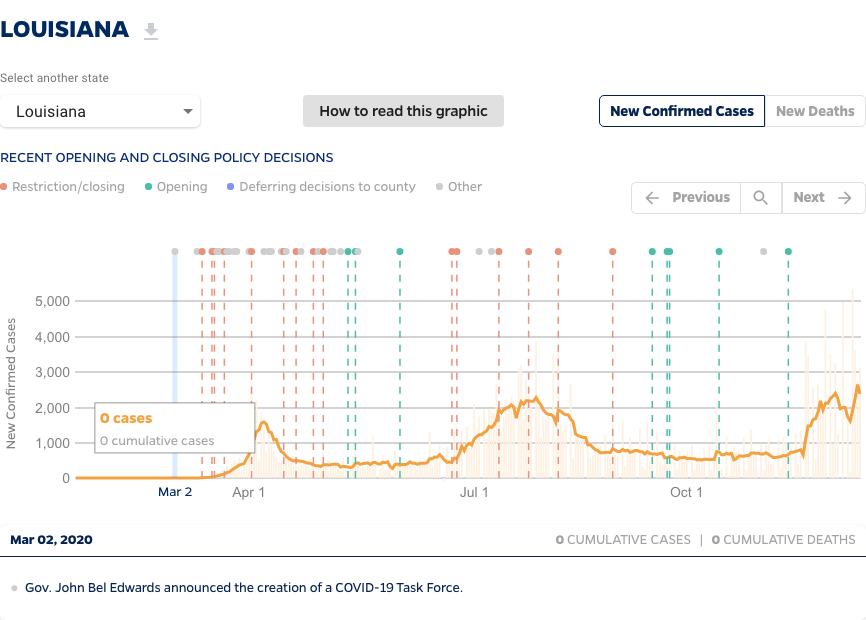 LOUISIANA
Select another state
Louisiana
How to read this graphic
New Confirmed Cases
New Deaths
RECENT OPENING AND CLOSING POLICY DECISIONS
Restriction/closing
Opening
Deferring decisions to county
Other
Previous
Next
New Confirmed Cases
5,000
4,000
3,000
2,000
1,000
0
0 cases
0 cumulative cases
Mar 2
Apr 1
Jul 1
Oct 1
Mar 02, 2020
0 CUMULATIVE CASES | 0 CUMULATIVE DEATHS
Gov. John Bel Edwards announced the creation of a COVID-19 Task Force.